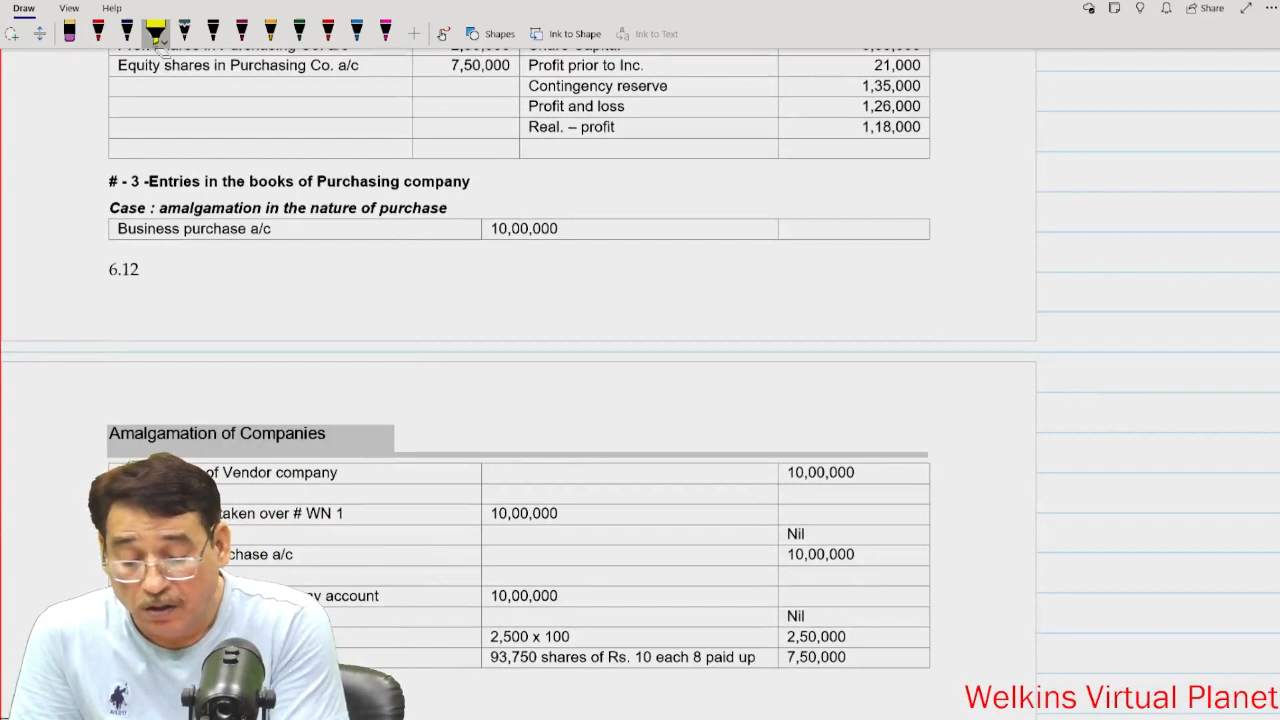 Draw View Help Share
Shapes Ink to Shape Ink to Text
Equity shares in Purchasing Co. a/c 7,50,000 Profit prior to Inc. 21,000
Contingency reserve 1,35,000
Profit and loss 1,26,000
Real. – profit 1,18,000
# - 3 -Entries in the books of Purchasing company
Case : amalgamation in the nature of purchase
Business purchase a/c 10,00,000
6.12
Amalgamation of Companies
of Vendor company 10,00,000
taken over # WN 1 10,00,000
Nil
chase a/c 10,00,000
ny account 10,00,000
Nil
2,500 x 100 2,50,000
93,750 shares of Rs. 10 each 8 paid up 7,50,000
Welkins Virtual Planet